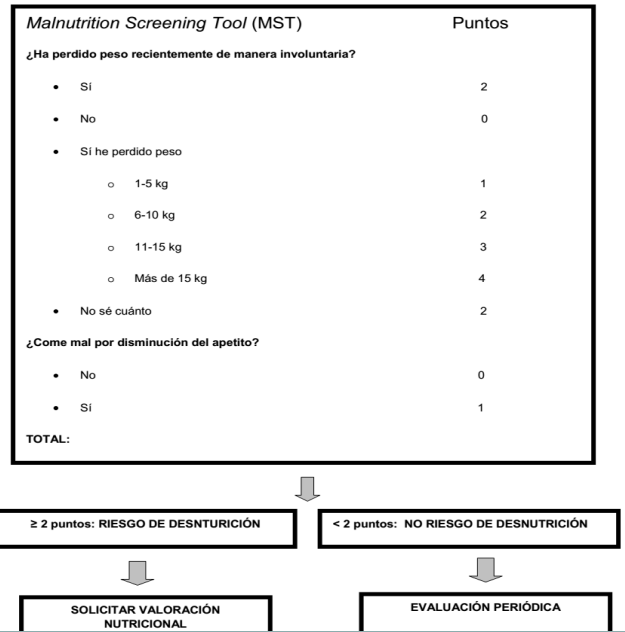 Malnutrition Screening Tool (MST) Puntos
¿Ha perdido peso recientemente de manera involuntaria?
• Sí 2
• No 0
• Sí he perdido peso
o 1-5 kg 1
o 6-10 kg 2
o 11-15 kg 3
o Más de 15 kg 4
• No sé cuánto 2
¿Come mal por disminución del apetito?
• No 0
• Sí 1
TOTAL:
≥ 2 puntos: RIESGO DE DESNTURICIÓN
< 2 puntos: NO RIESGO DE DESNUTRICIÓN
SOLICITAR VALORACIÓN
NUTRICIONAL
EVALUACIÓN PERIÓDICA